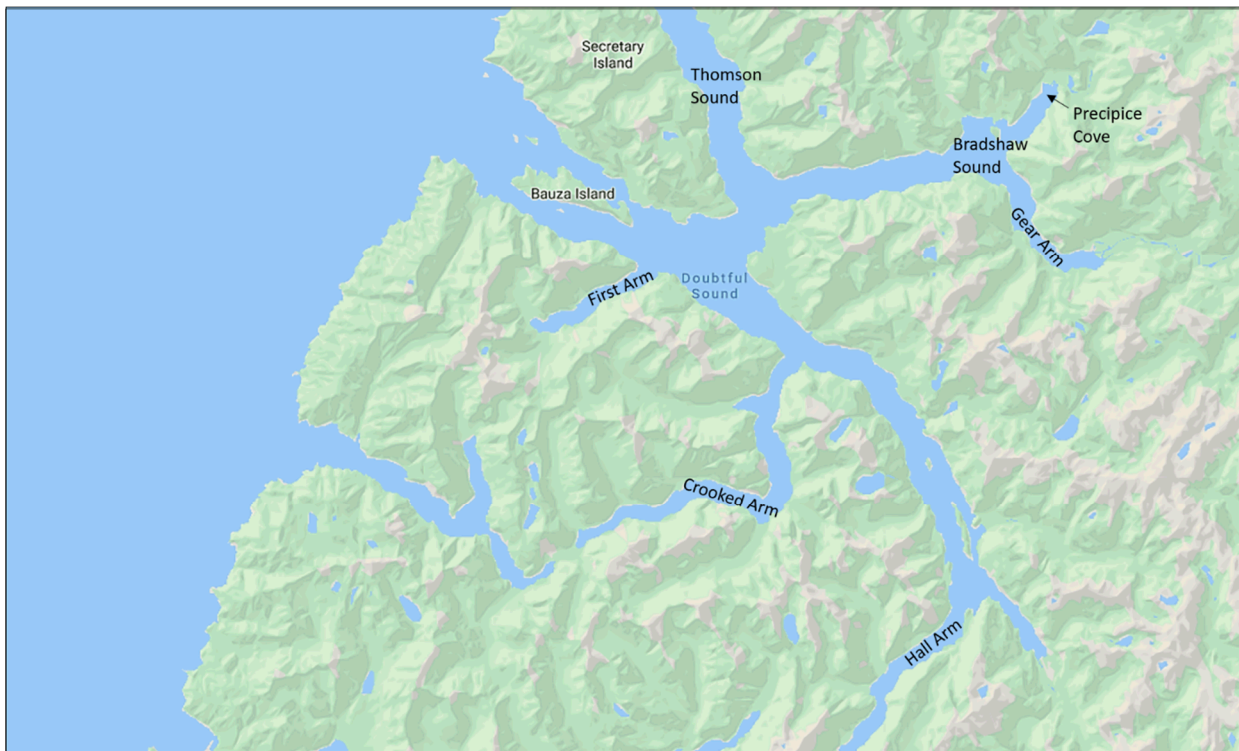 Secretary
Island
Thomson
Sound
Precipice
Cove
Bradshaw
Sound
Bauza Island
Gear Arm
First Arm
Doubtful
Sound
Crooked Arm
Hall Arm